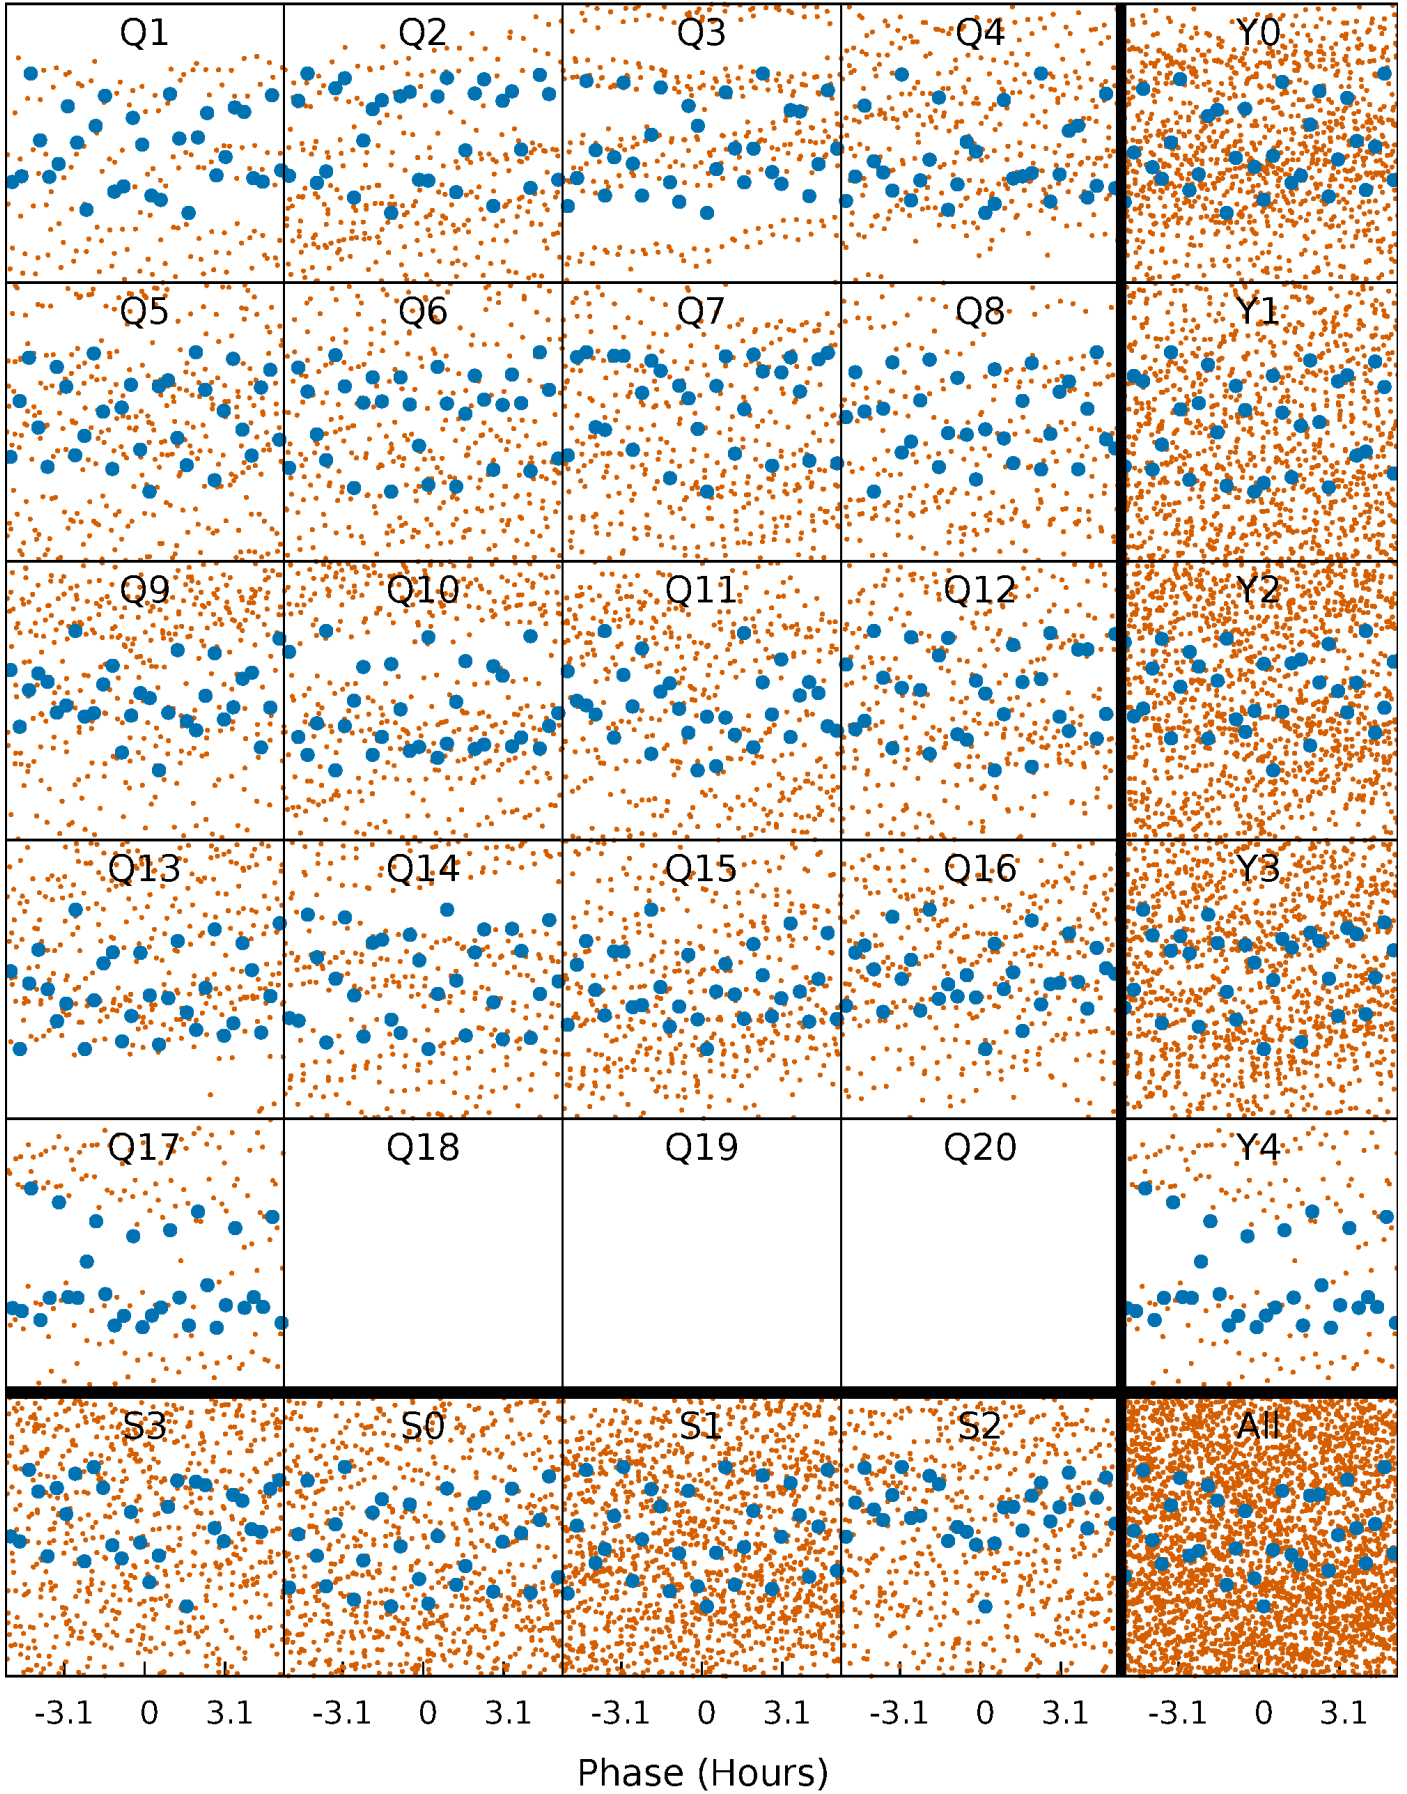 Q1 Q2 Q3 Q4 Y0
Q5 Q6 Q7 Q8 Y1
Q9 Q10 Q11 Q12 Y2
Q13 Q14 Q15 Q16 Y3
Q17 Q18 Q19 Q20 Y4
S3 S0 S1 S2 All
-3.1 0 3.1 -3.1 0 3.1 -3.1 0 3.1 -3.1 0 3.1 -3.1 0 3.1
Phase (Hours)